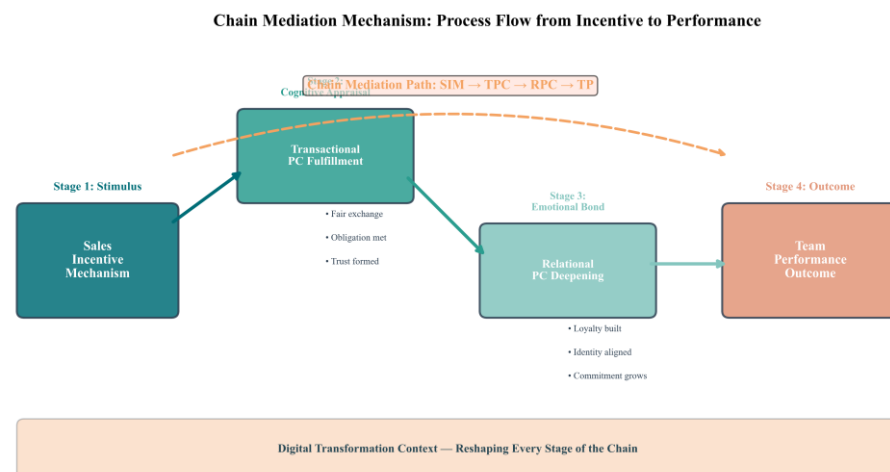 Chain Mediation Mechanism: Process Flow from Incentive to Performance
Chain Mediation Path: SIM → TPC → RPC → TP
Stage 2:
Cognitive Appraisal
Transactional
PC Fulfillment
• Fair exchange
• Obligation met
• Trust formed
Stage 1: Stimulus
Sales
Incentive
Mechanism
Stage 3:
Emotional Bond
Relational
PC Deepening
• Loyalty built
• Identity aligned
• Commitment grows
Stage 4: Outcome
Team
Performance
Outcome
Digital Transformation Context — Reshaping Every Stage of the Chain